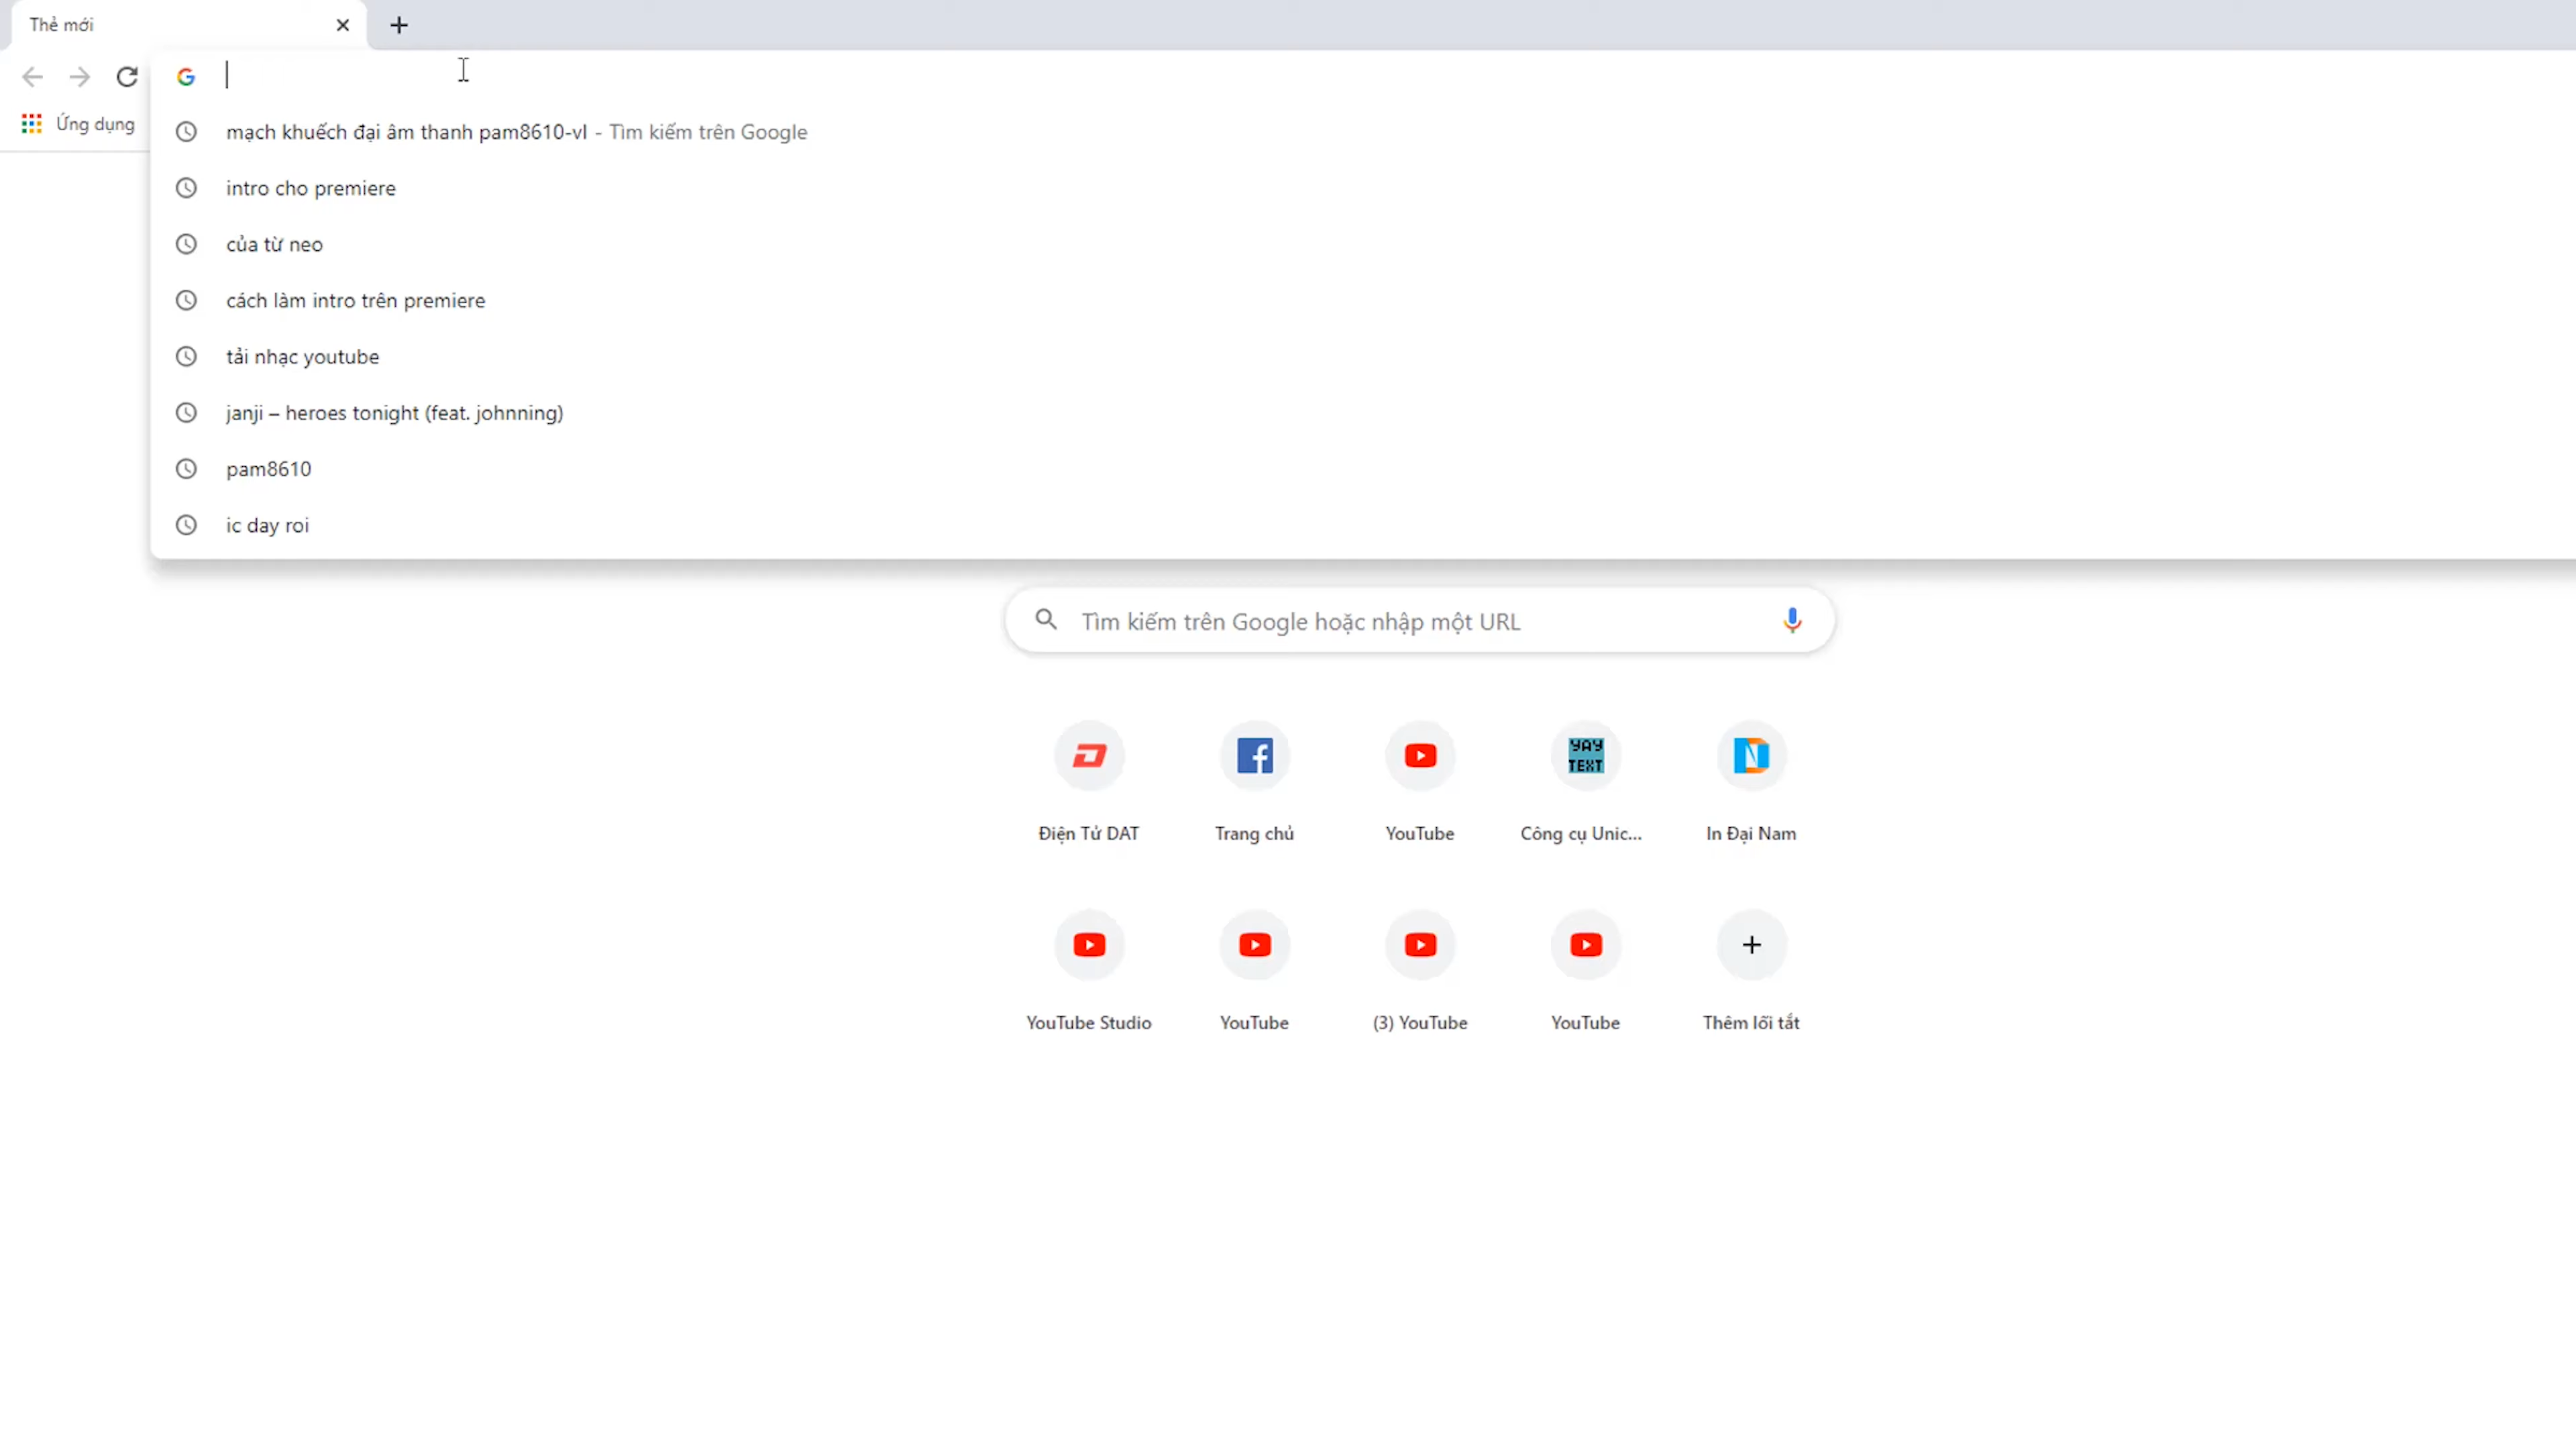 Thẻ mới
Ứng dụng
mạch khuếch đại âm thanh pam8610-vl - Tìm kiếm trên Google
intro cho premiere
của từ neo
cách làm intro trên premiere
tải nhạc youtube
janji – heroes tonight (feat. johnning)
pam8610
ic day roi
Tìm kiếm trên Google hoặc nhập một URL
YAY
TEXT
Điện Tử DAT
Trang chủ
YouTube
Công cụ Unic...
In Đại Nam
YouTube Studio
YouTube
(3) YouTube
YouTube
Thêm lối tắt